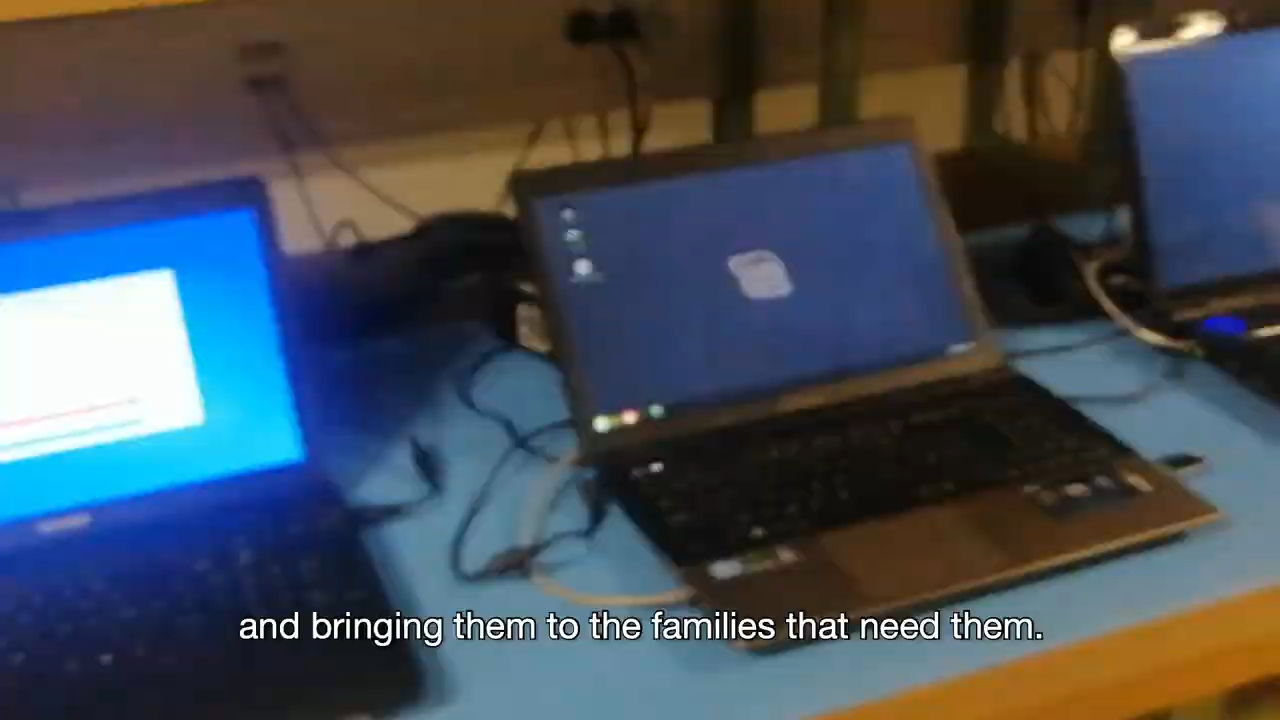 and bringing them to the families that need them.